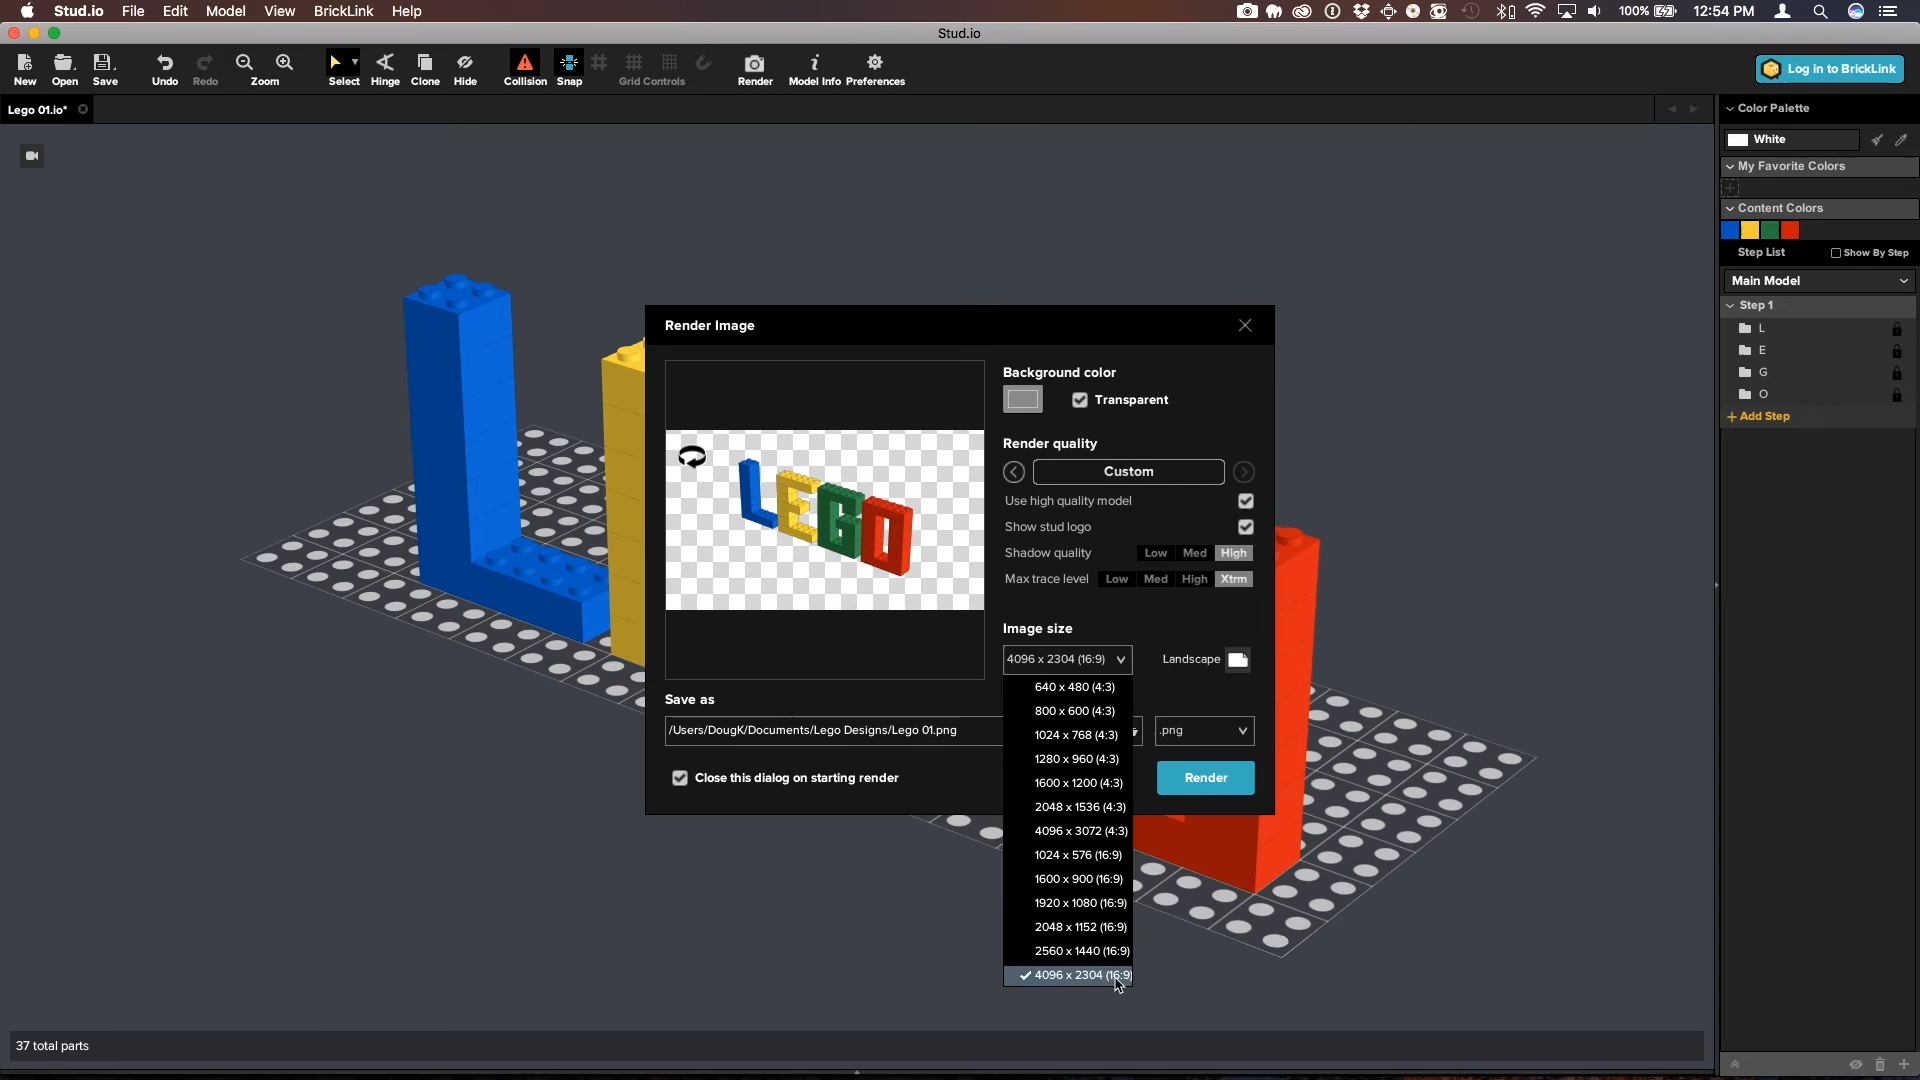 Stud.io File Edit Model View BrickLink Help
100% 12:54 PM
Stud.io
New Open Save Undo Redo Zoom Select Hinge Clone Hide Collision Snap Grid Controls Render Model Info Preferences
Log in to BrickLink
Lego 01.io*
Color Palette
White
My Favorite Colors
Content Colors
Step List Show By Step
Main Model
Step 1
L
E
G
O
Add Step
Render Image
LEGO
Background color
Transparent
Render quality
Custom
Use high quality model
Show stud logo
Shadow quality Low Med High
Max trace level Low Med High Xtrm
Image size
4096 x 2304 (16:9) Landscape
640 x 480 (4:3)
800 x 600 (4:3)
1024 x 768 (4:3)
1280 x 960 (4:3)
1600 x 1200 (4:3)
2048 x 1536 (4:3)
4096 x 3072 (4:3)
1024 x 576 (16:9)
1600 x 900 (16:9)
1920 x 1080 (16:9)
2048 x 1152 (16:9)
2560 x 1440 (16:9)
4096 x 2304 (16:9)
Save as
/Users/DougK/Documents/Lego Designs/Lego 01.png .png
Close this dialog on starting render Render
37 total parts